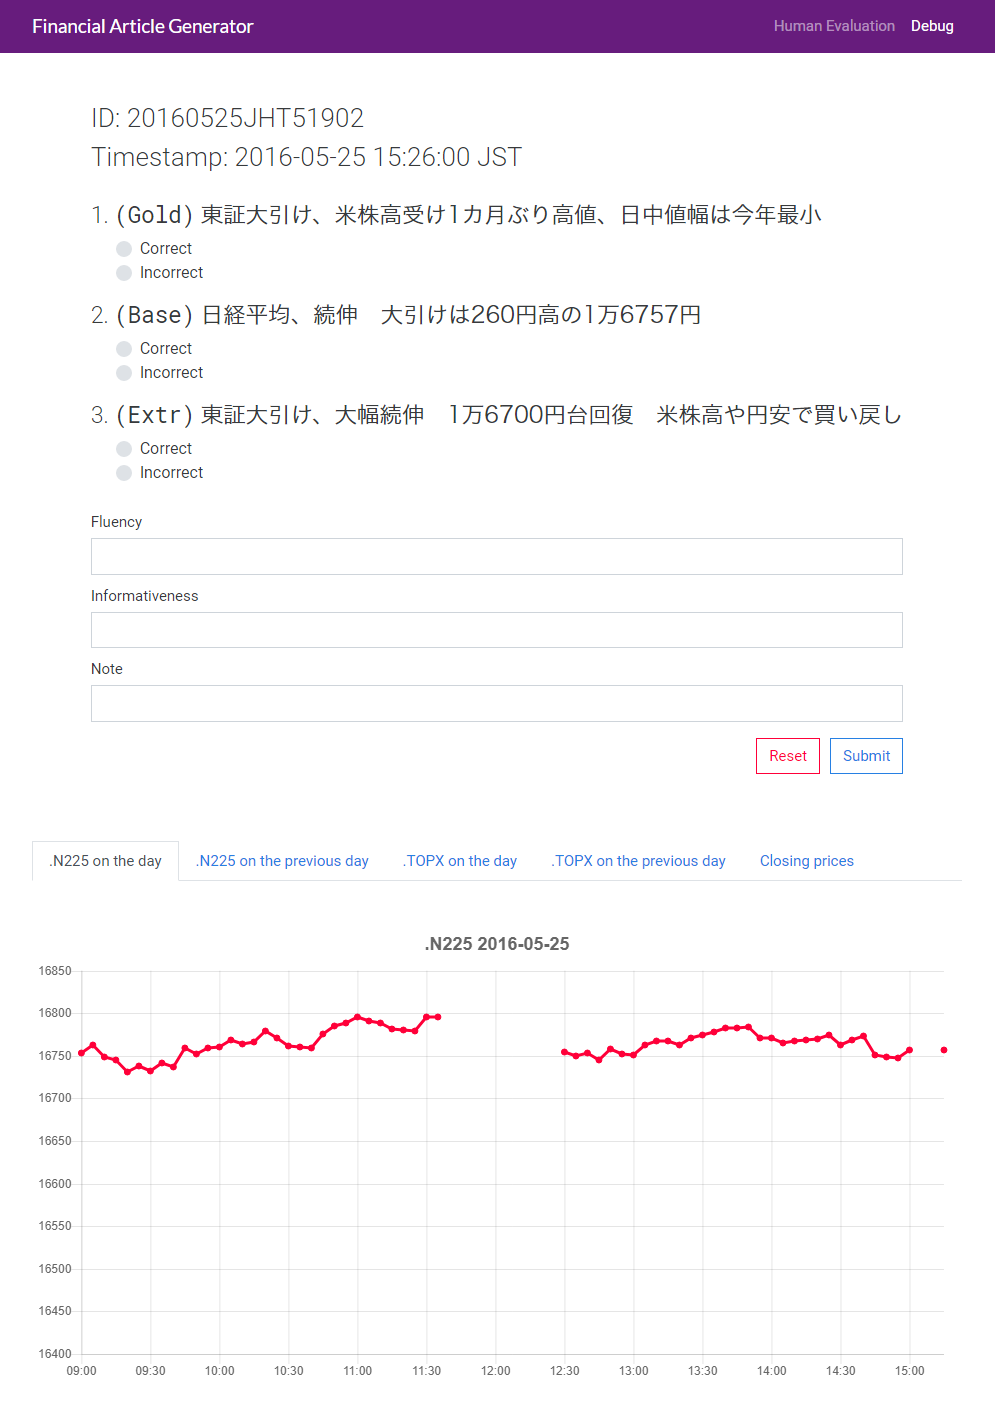 Financial Article Generator
Human Evaluation Debug
ID: 20160525JHT51902
Timestamp: 2016-05-25 15:26:00 JST
1. (Gold) 東証大引け、米株高受け1カ月ぶり高値、日中値幅は今年最小
Correct
Incorrect
2. (Base) 日経平均、続伸　大引けは260円高の1万6757円
Correct
Incorrect
3. (Extr) 東証大引け、大幅続伸　1万6700円台回復　米株高や円安で買い戻し
Correct
Incorrect
Fluency
Informativeness
Note
Reset Submit
.N225 on the day .N225 on the previous day .TOPX on the day .TOPX on the previous day Closing prices
.N225 2016-05-25
16850
16800
16750
16700
16650
16600
16550
16500
16450
16400
09:00 09:30 10:00 10:30 11:00 11:30 12:00 12:30 13:00 13:30 14:00 14:30 15:00